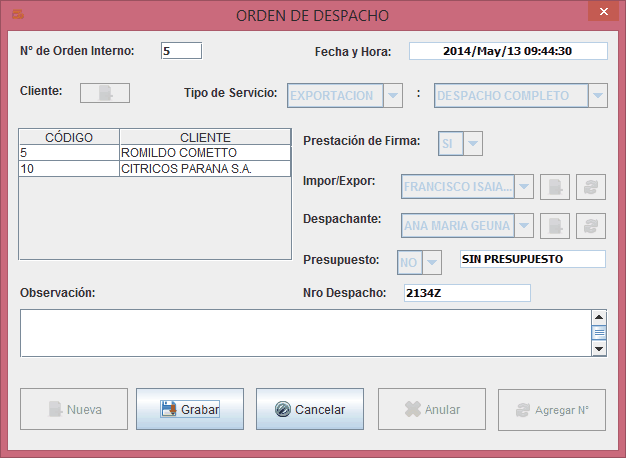 ORDEN DE DESPACHO
N° de Orden Interno: 5 Fecha y Hora: 2014/May/13 09:44:30
Cliente: Tipo de Servicio: EXPORTACION : DESPACHO COMPLETO
CÓDIGO CLIENTE
5 ROMILDO COMETTO
10 CITRICOS PARANA S.A.
Prestación de Firma: SI
Impor/Expor: FRANCISCO ISAIA...
Despachante: ANA MARIA GEUNA
Presupuesto: NO SIN PRESUPUESTO
Observación: Nro Despacho: 2134Z
Nueva Grabar Cancelar Anular Agregar N°